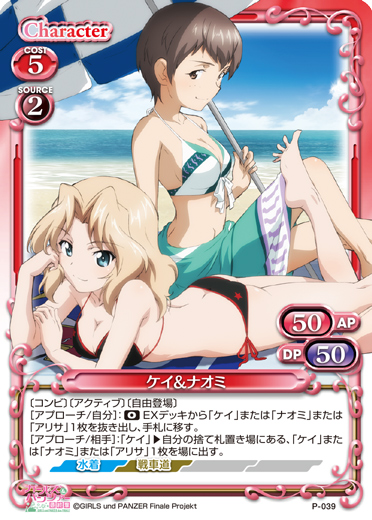 Character
COST
5
SOURCE
2
50 AP
DP 50
ケイ&ナオミ
〔コンビ〕〔アクティブ〕〔自由登場〕
[アプローチ/自分]:EXデッキから「ケイ」または「ナオミ」または
「アリサ」1枚を抜き出し、手札に移す。
[アプローチ/相手]:「ケイ」▶自分の捨て札置き場にある、「ケイ」ま
たは「ナオミ」または「アリサ」1枚を場に出す。
水着 戦車道
©GIRLS und PANZER Finale Projekt
P-039